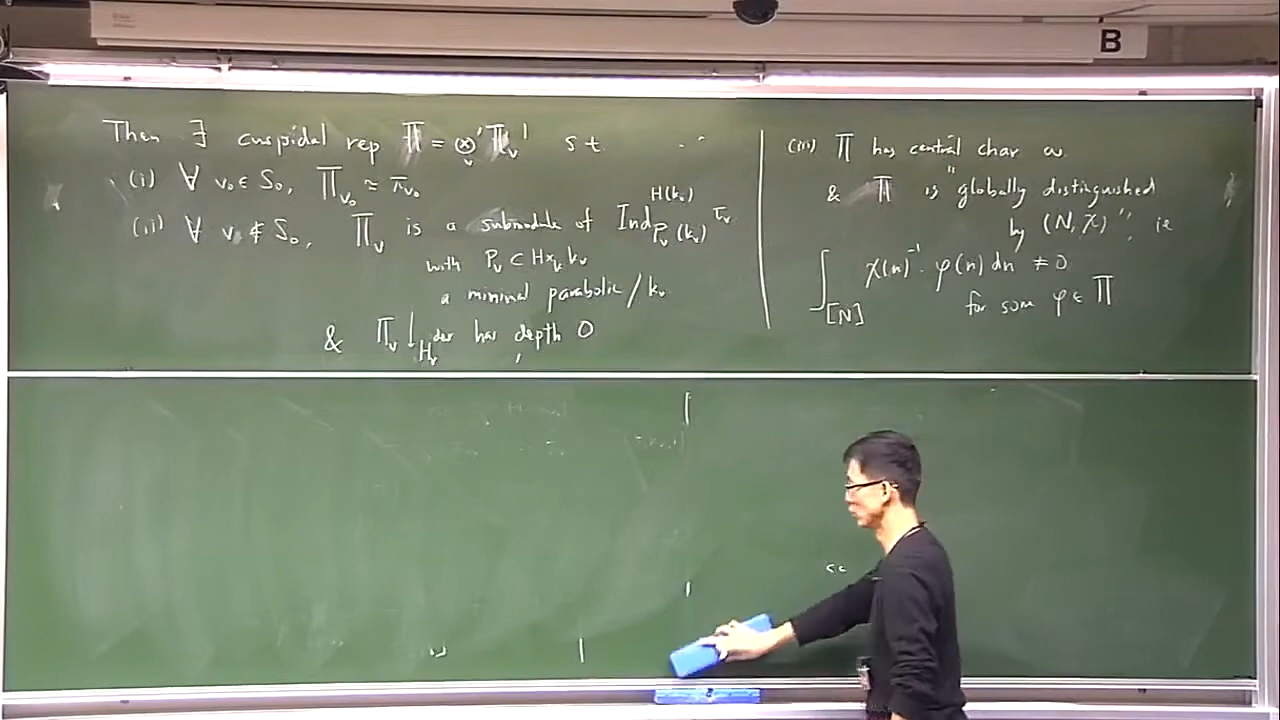 B
Then ∃ cuspidal rep Π = ⊗'_v Π_v s t.
(i) ∀ v₀ ∈ S₀, Π_{v₀} ≃ π_{v₀}
(ii) ∀ v ∉ S₀, Π_v is a submodule of Ind_{P_v(k_v)}^{H(k_v)} τ_v
with P_v ⊂ H×_k k_v
a minimal parabolic / k_v
& Π_v|_{H_v^{der}} has depth 0
(iii) Π has central char ω.
& Π is "globally distinguished
by (N, χ)", ie
∫_{[N]} χ(n)^{-1} · φ(n) dn ≠ 0
for some φ ∈ Π
sc